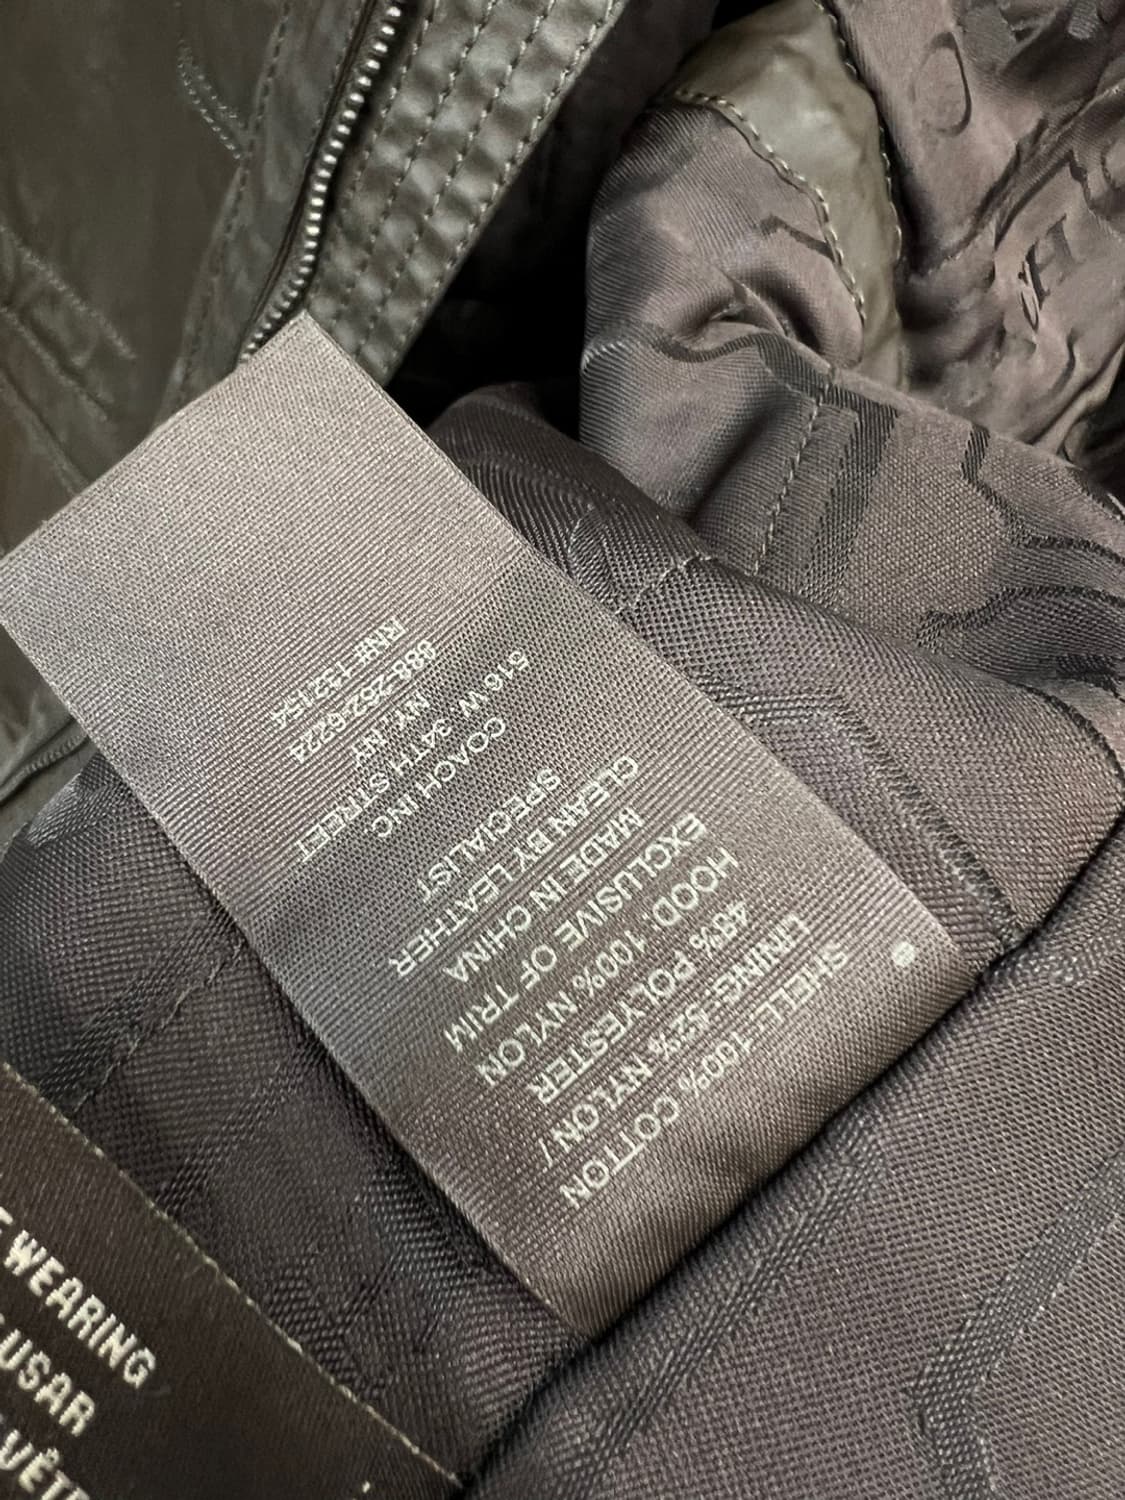 SHELL: 100% COTTON
LINING: 52% NYLON /
48% POLYESTER
HOOD: 100% NYLON
EXCLUSIVE OF TRIM
MADE IN CHINA
CLEAN BY LEATHER
SPECIALIST
COACH INC
516 W 34TH STREET
NY, NY
888-262-6224
RN# 132154
WEARING
USAR